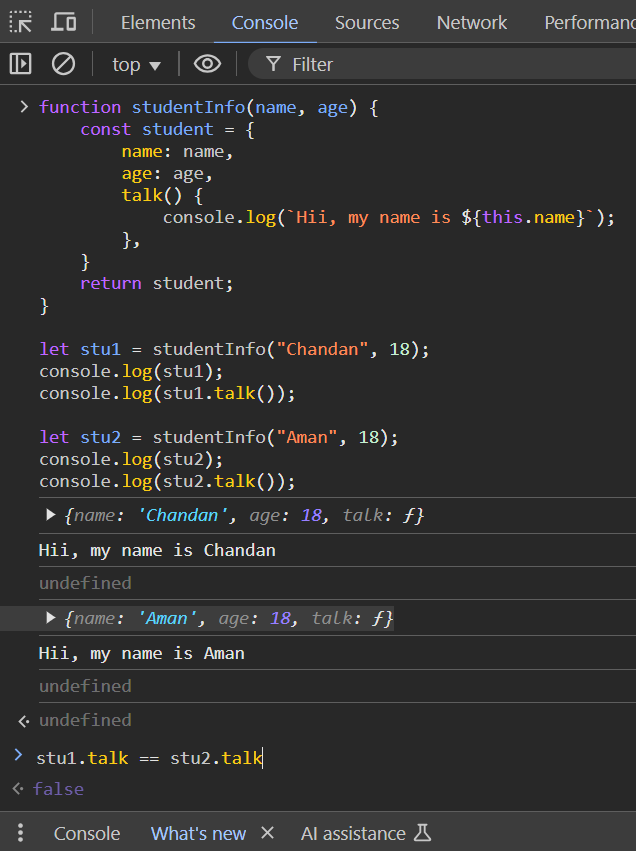 Elements Console Sources Network Performanc
top Filter
function studentInfo(name, age) {
    const student = {
        name: name,
        age: age,
        talk() {
            console.log(`Hii, my name is ${this.name}`);
        },
    }
    return student;
}
let stu1 = studentInfo("Chandan", 18);
console.log(stu1);
console.log(stu1.talk());
let stu2 = studentInfo("Aman", 18);
console.log(stu2);
console.log(stu2.talk());
{name: 'Chandan', age: 18, talk: ƒ}
Hii, my name is Chandan
undefined
{name: 'Aman', age: 18, talk: ƒ}
Hii, my name is Aman
undefined
undefined
stu1.talk == stu2.talk
false
Console What's new AI assistance